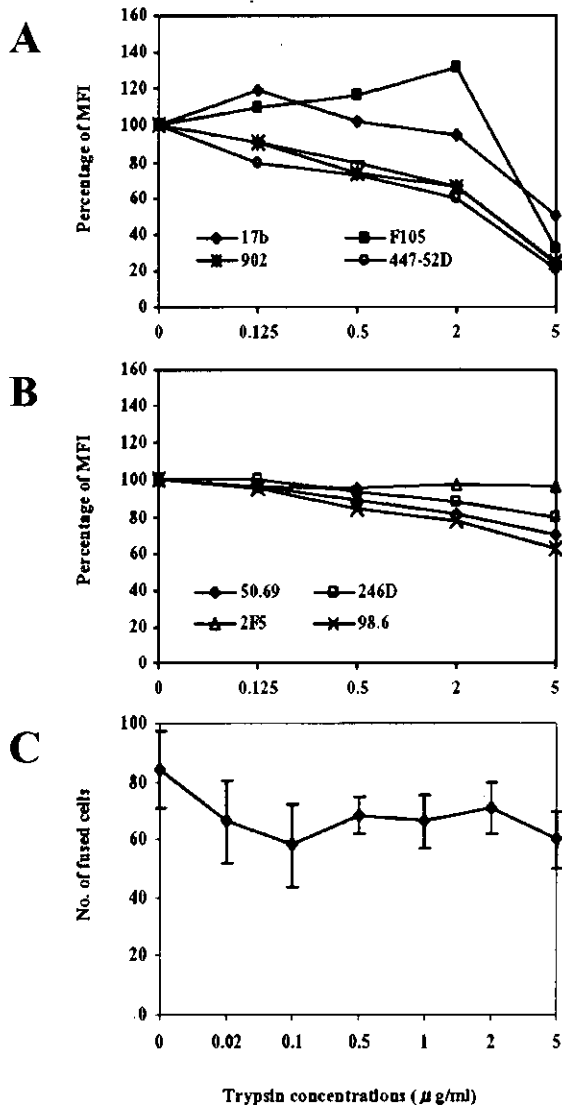 A
160
140
120
100
80
60
40
20
0
Percentage of MFI
17b
F105
902
447-52D
0 0.125 0.5 2 5
B
160
140
120
100
80
60
40
20
0
Percentage of MFI
50.69
246D
2F5
98.6
0 0.125 0.5 2 5
C
100
80
60
40
20
0
No. of fused cells
0 0.02 0.1 0.5 1 2 5
Trypsin concentrations ( μ g/ml)